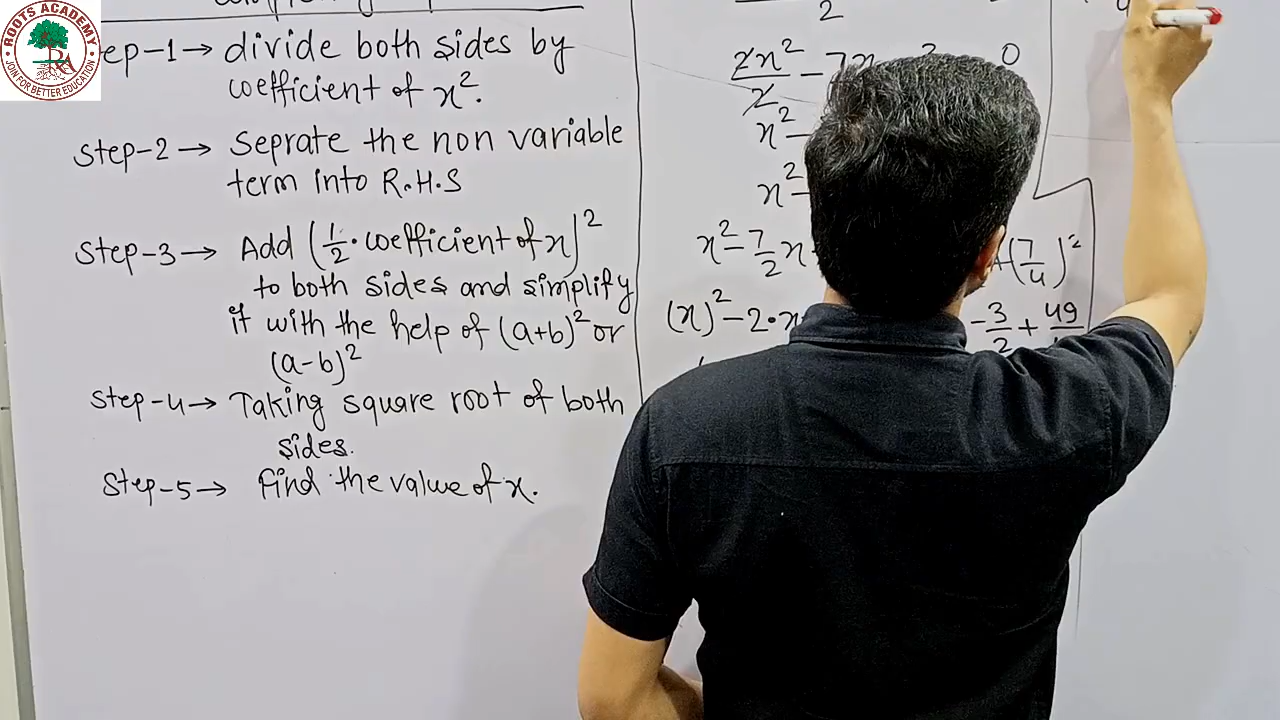 ROOTS ACADEMY
JOIN FOR BETTER EDUCATION
Step-1 → divide both sides by
coefficient of x².
Step-2 → Seprate the non variable
term into R.H.S
Step-3 → Add (1/2 · coefficient of x)²
to both sides and simplify
it with the help of (a+b)² or
(a-b)²
Step-4 → Taking square root of both
sides.
Step-5 → Find the value of x.
2
2x²/2 - 7x 0
x² -
x² -
x² - 7/2 x + (7/4)²
(x)² - 2·x -3/2 + 49